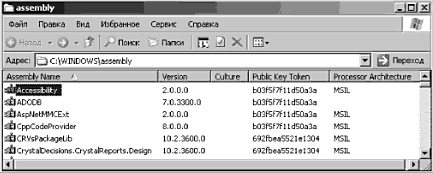 assembly
Файл Правка Вид Избранное Сервис Справка
Назад Поиск Папки
Адрес: C:\WINDOWS\assembly Переход
Assembly Name Version Culture Public Key Token Processor Architecture
Accessibility 2.0.0.0 b03f5f7f11d50a3a MSIL
ADODB 7.0.3300.0 b03f5f7f11d50a3a
AspNetMMCExt 2.0.0.0 b03f5f7f11d50a3a MSIL
CppCodeProvider 8.0.0.0 b03f5f7f11d50a3a MSIL
CRVsPackageLib 10.2.3600.0 692fbea5521e1304 MSIL
CrystalDecisions.CrystalReports.Design 10.2.3600.0 692fbea5521e1304 MSIL